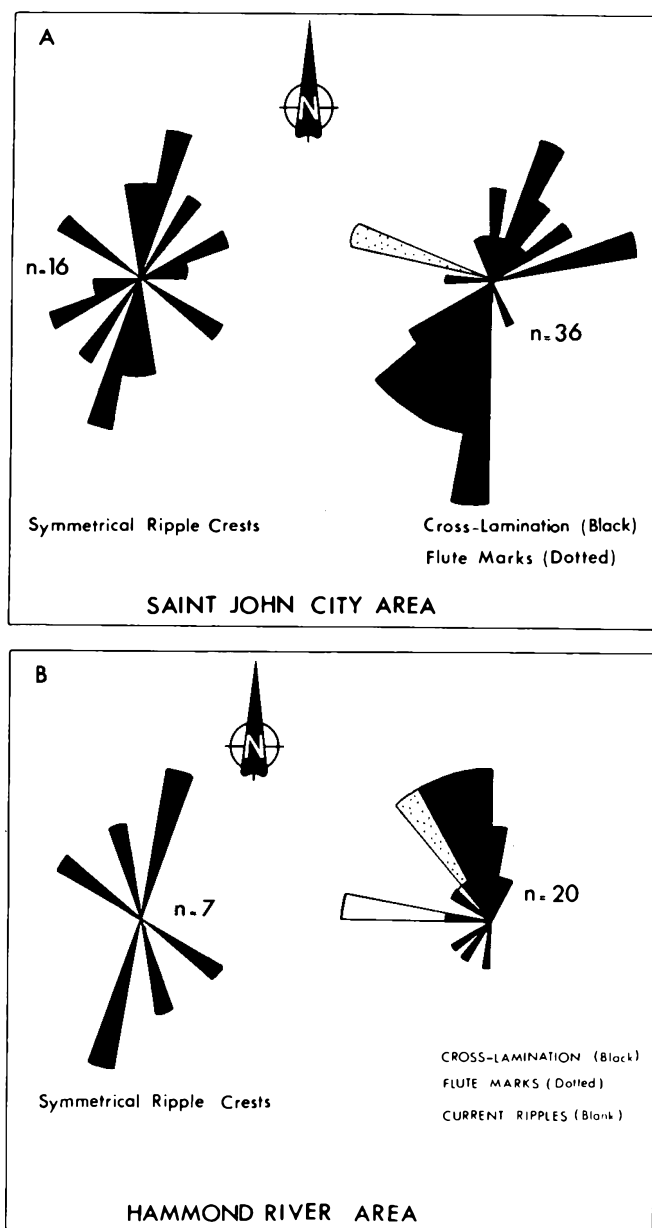 A
N
n=16
n=36
Symmetrical Ripple Crests
Cross-Lamination (Black)
Flute Marks (Dotted)
SAINT JOHN CITY AREA
B
N
n=7
n=20
CROSS-LAMINATION (Black)
FLUTE MARKS (Dotted)
Symmetrical Ripple Crests
CURRENT RIPPLES (Blank)
HAMMOND RIVER AREA